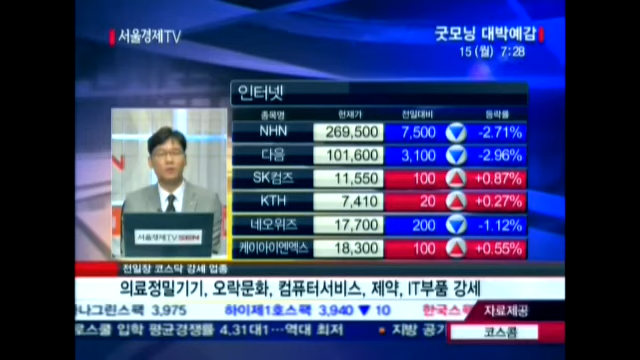 서울경제TV
굿모닝 대박예감
15 (월) 7:28
인터넷
종목명 현재가 전일대비 등락률
NHN 269,500 7,500 ▼ -2.71%
다음 101,600 3,100 ▼ -2.96%
SK컴즈 11,550 100 ▲ +0.87%
KTH 7,410 20 ▲ +0.27%
네오위즈 17,700 200 ▼ -1.12%
케이아이엔엑스 18,300 100 ▲ +0.55%
서울경제TV SEN
전일장 코스닥 강세 업종
의료정밀기기, 오락문화, 컴퓨터서비스, 제약, IT부품 강세
나그린스팩 3,975 하이제1호스팩 3,940 ▼ 10 한국스
자료제공
로스쿨 입학 평균경쟁률 4.31대1…역대 최저 • 지방 공기
코스콤